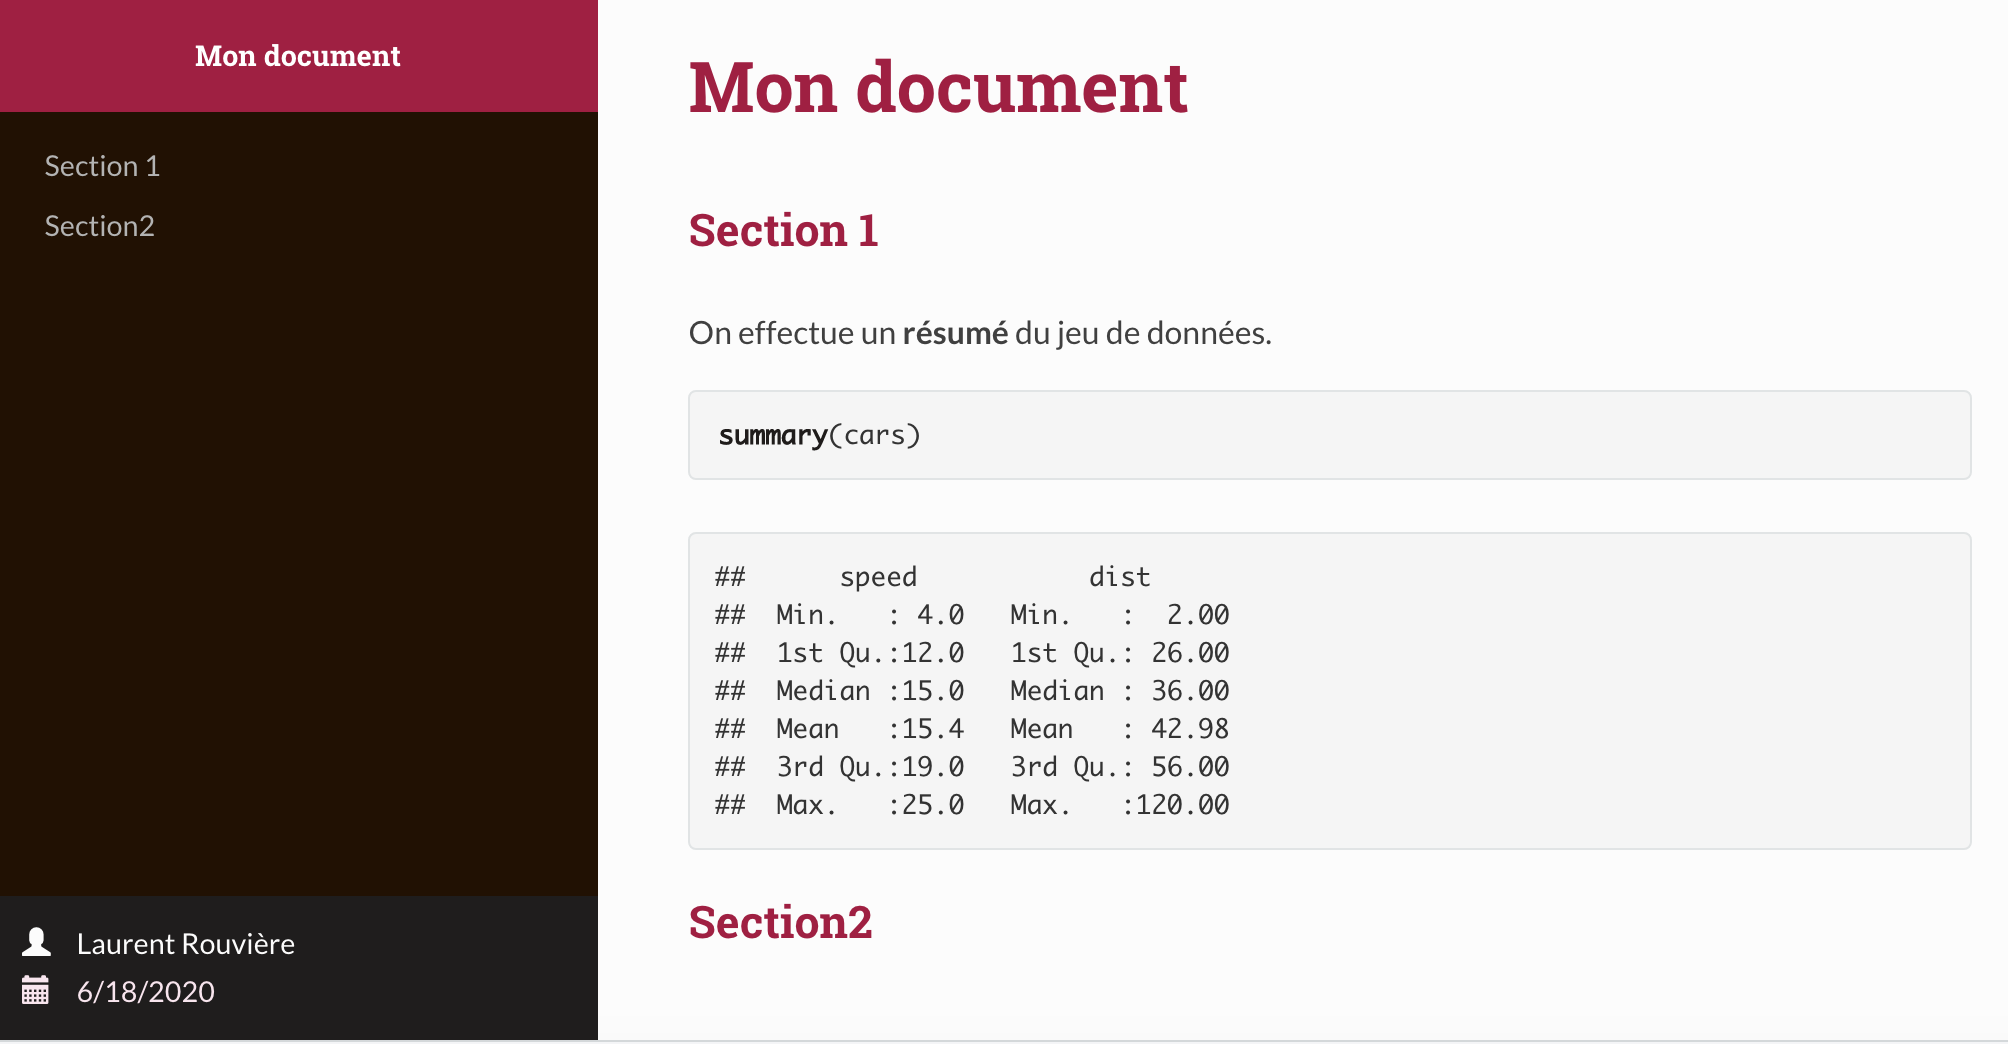 Mon document
Section 1
Section2
Laurent Rouvière
6/18/2020
Mon document
Section 1
On effectue un résumé du jeu de données.
summary(cars)
##      speed           dist
##  Min.   : 4.0   Min.   :  2.00
##  1st Qu.:12.0   1st Qu.: 26.00
##  Median :15.0   Median : 36.00
##  Mean   :15.4   Mean   : 42.98
##  3rd Qu.:19.0   3rd Qu.: 56.00
##  Max.   :25.0   Max.   :120.00
Section2